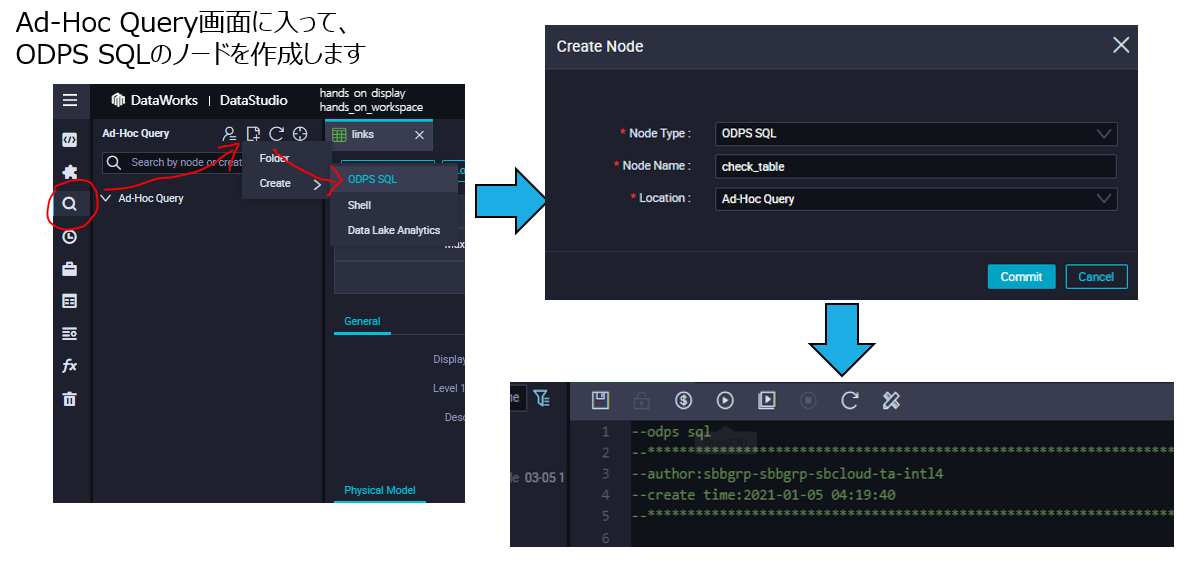 Ad-Hoc Query画面に入って、
ODPS SQLのノードを作成します
DataWorks | DataStudio
hands on display
hands_on_workspace
Ad-Hoc Query
links
Search by node or creat
Folder
Create
ODPS SQL
Shell
Data Lake Analytics
Ad-Hoc Query
Max
General
Display
Level 1
Desc
Physical Model
Create Node
* Node Type :
ODPS SQL
* Node Name :
check_table
* Location :
Ad-Hoc Query
Commit
Cancel
03-05 1
1 --odps sql
2 --******************************************************************
3 --author:sbbgrp-sbbgrp-sbcloud-ta-intl4
4 --create time:2021-01-05 04:19:40
5 --******************************************************************
6